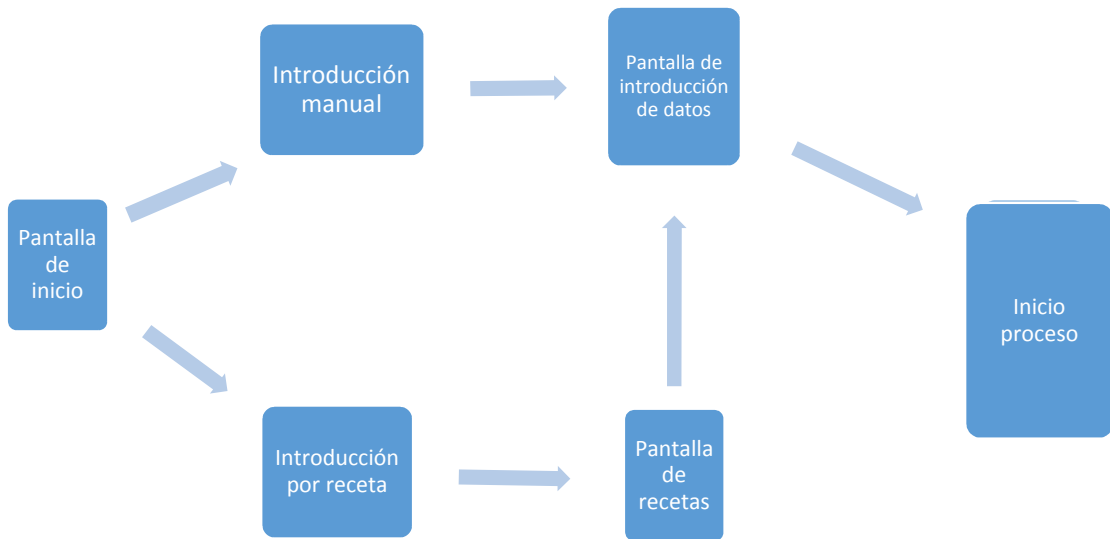 Introducción
manual
Pantalla de
introducción
de datos
Pantalla
de
inicio
Inicio
proceso
Introducción
por receta
Pantalla
de
recetas